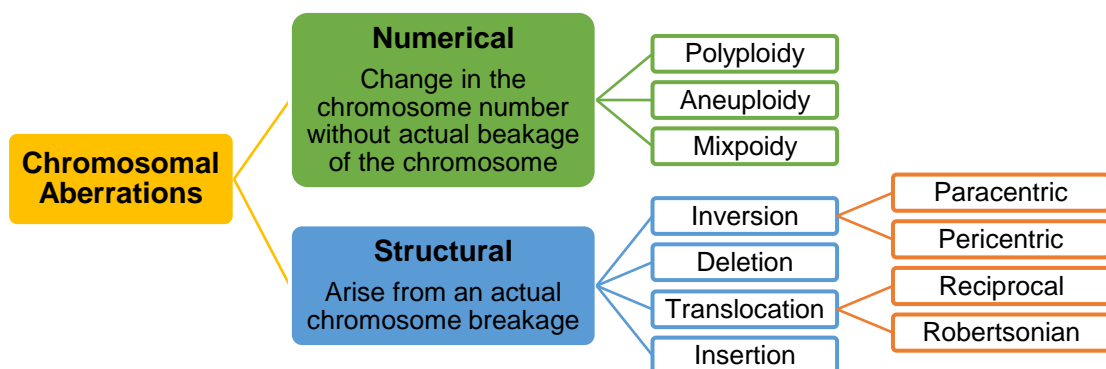 Chromosomal
Aberrations
Numerical
Change in the
chromosome number
without actual beakage
of the chromosome
Polyploidy
Aneuploidy
Mixpoidy
Structural
Arise from an actual
chromosome breakage
Inversion
Deletion
Translocation
Insertion
Paracentric
Pericentric
Reciprocal
Robertsonian